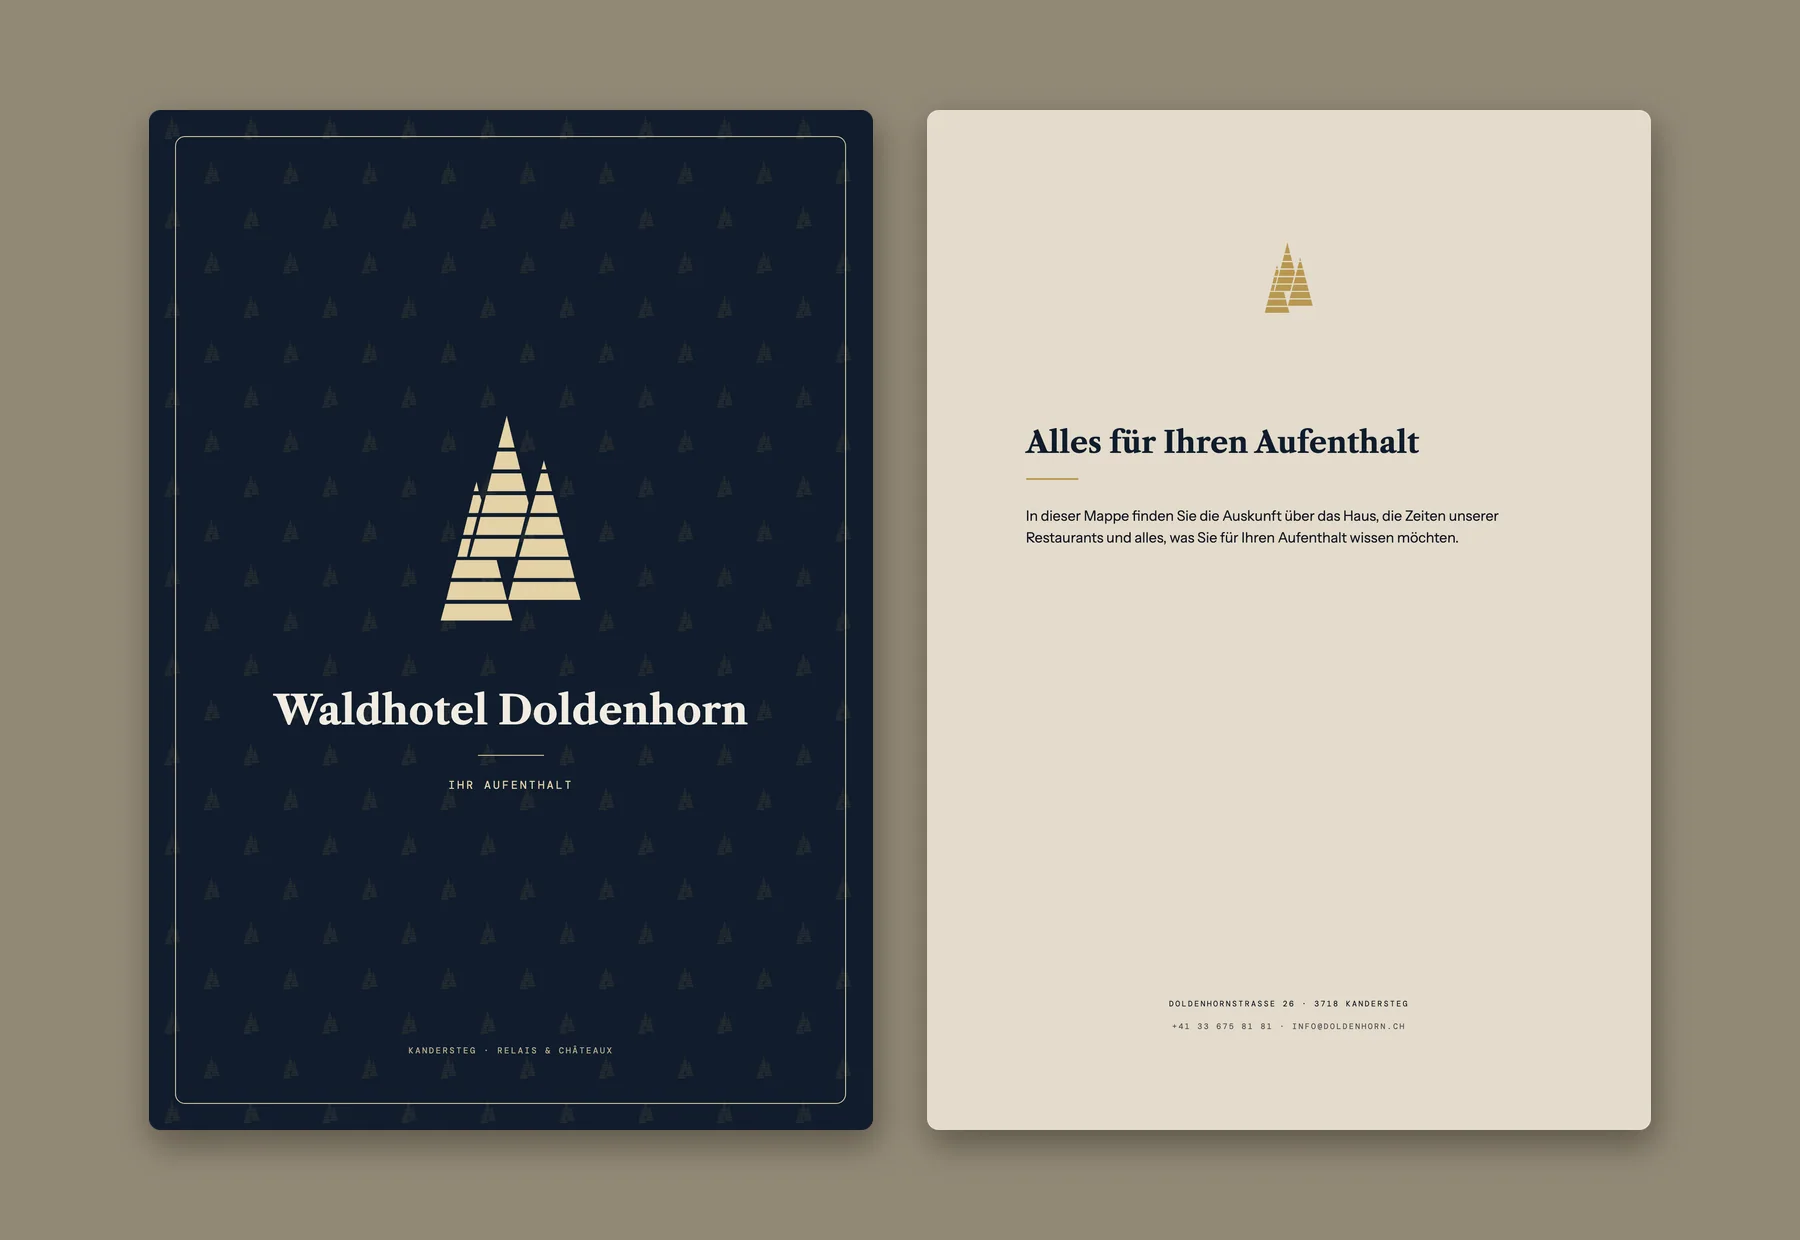 Waldhotel Doldenhorn
IHR AUFENTHALT
KANDERSTEG · RELAIS & CHÂTEAUX
Alles für Ihren Aufenthalt
In dieser Mappe finden Sie die Auskunft über das Haus, die Zeiten unserer
Restaurants und alles, was Sie für Ihren Aufenthalt wissen möchten.
DOLDENHORNSTRASSE 26 · 3718 KANDERSTEG
+41 33 675 81 81 · INFO@DOLDENHORN.CH